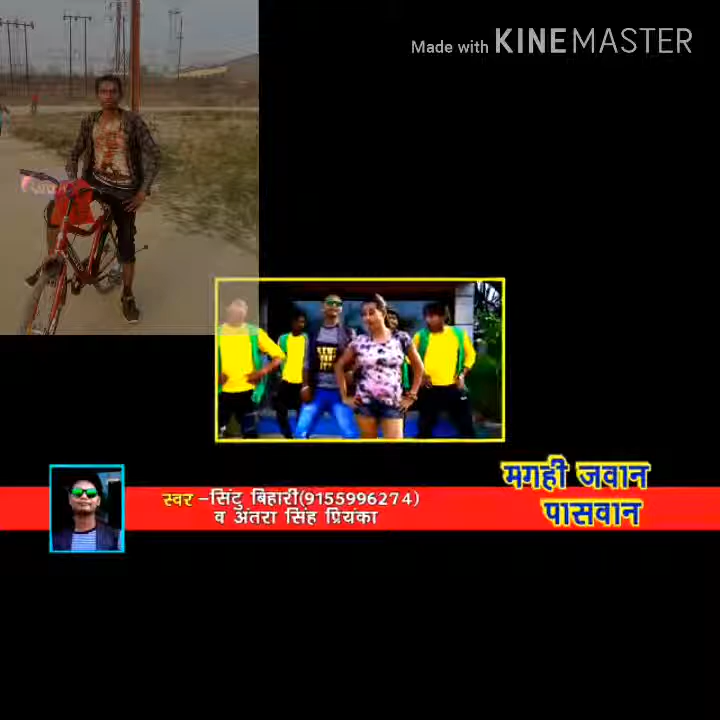 Made with KINEMASTER
मगही जवान
पासवान
स्वर –सिंटु बिहारी(9155996274)
व अंतरा सिंह प्रियंका